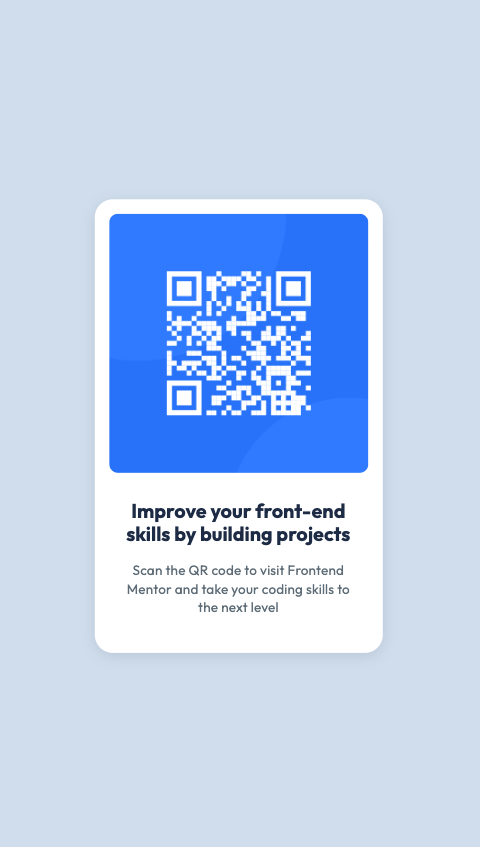 Improve your front-end
skills by building projects
Scan the QR code to visit Frontend
Mentor and take your coding skills to
the next level